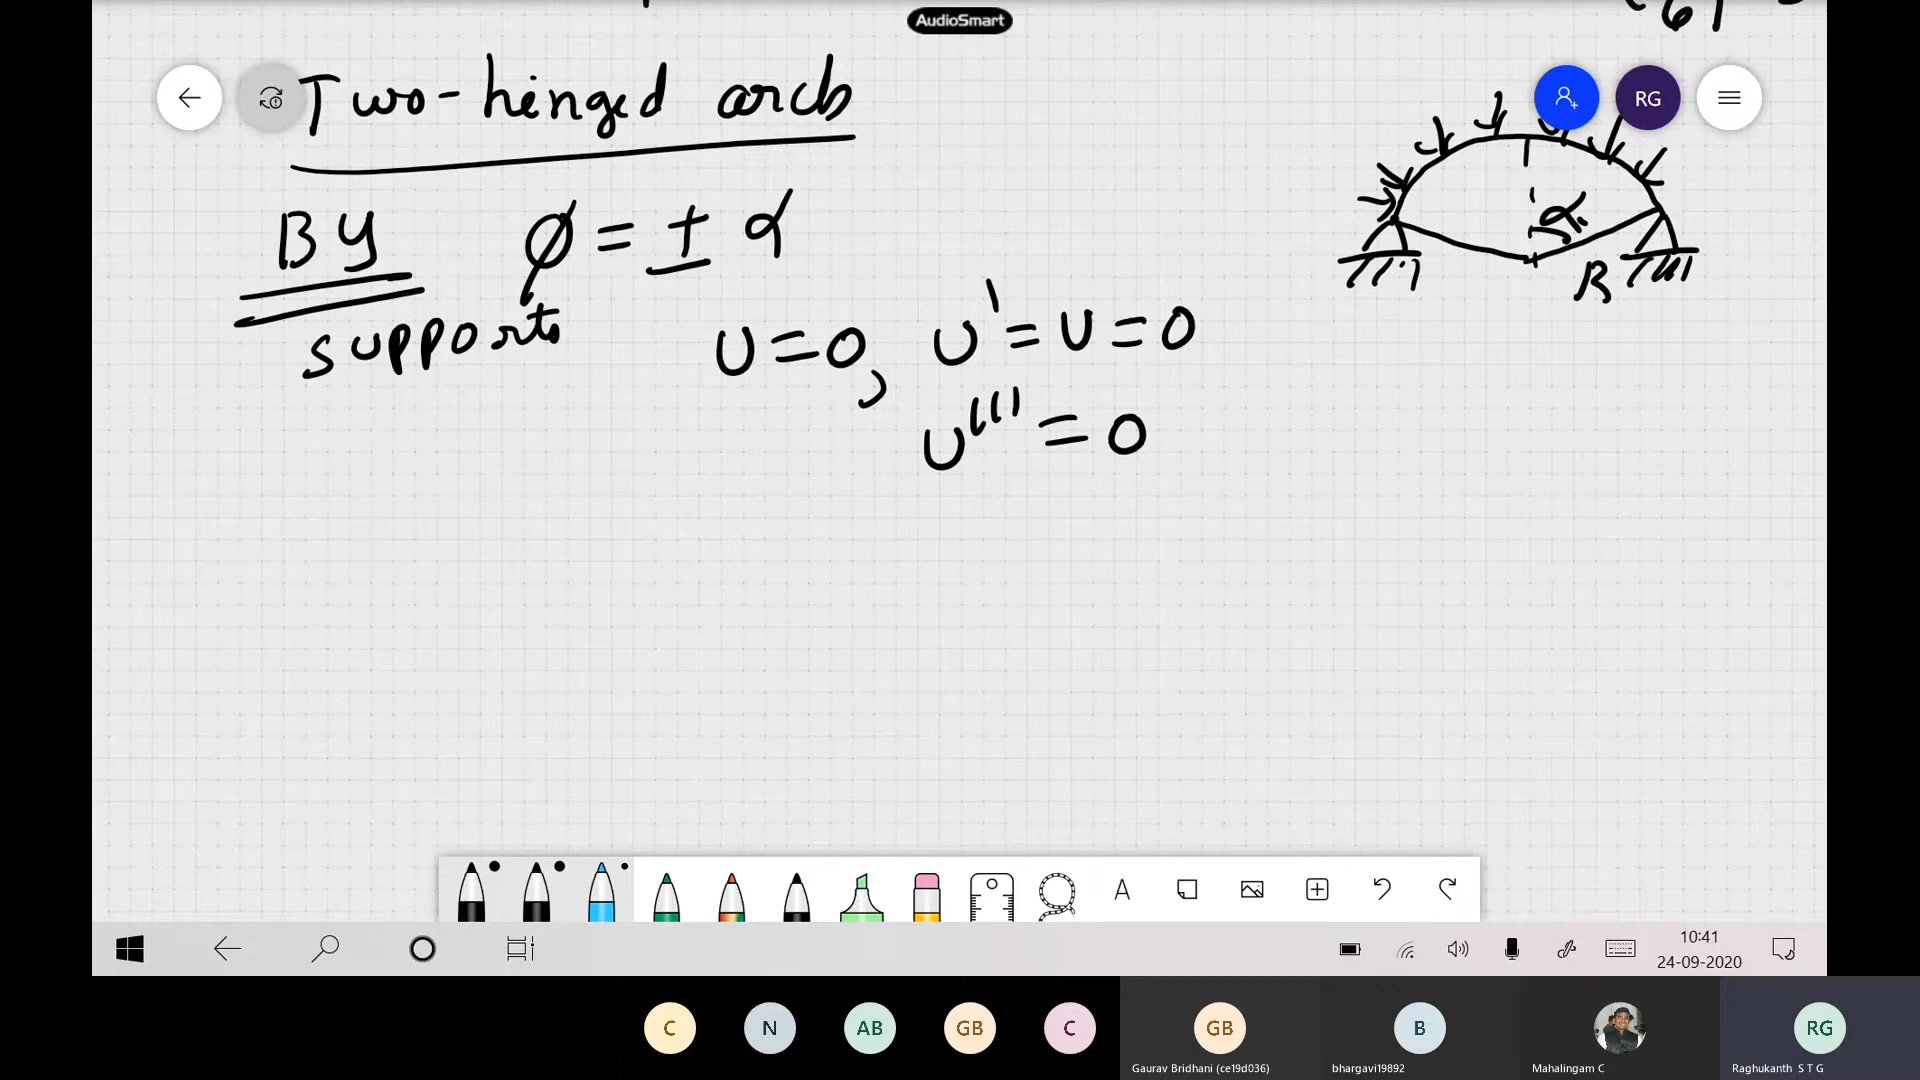 AudioSmart
Two-hinged arch
RG
BY φ = ± α
α
R
supports
U=0, U' = U = 0
U''' = 0
A
10:41
24-09-2020
C N AB GB C GB B RG
Gaurav Bridhani (ce19d036) bhargavi19892 Mahalingam C Raghukanth S T G